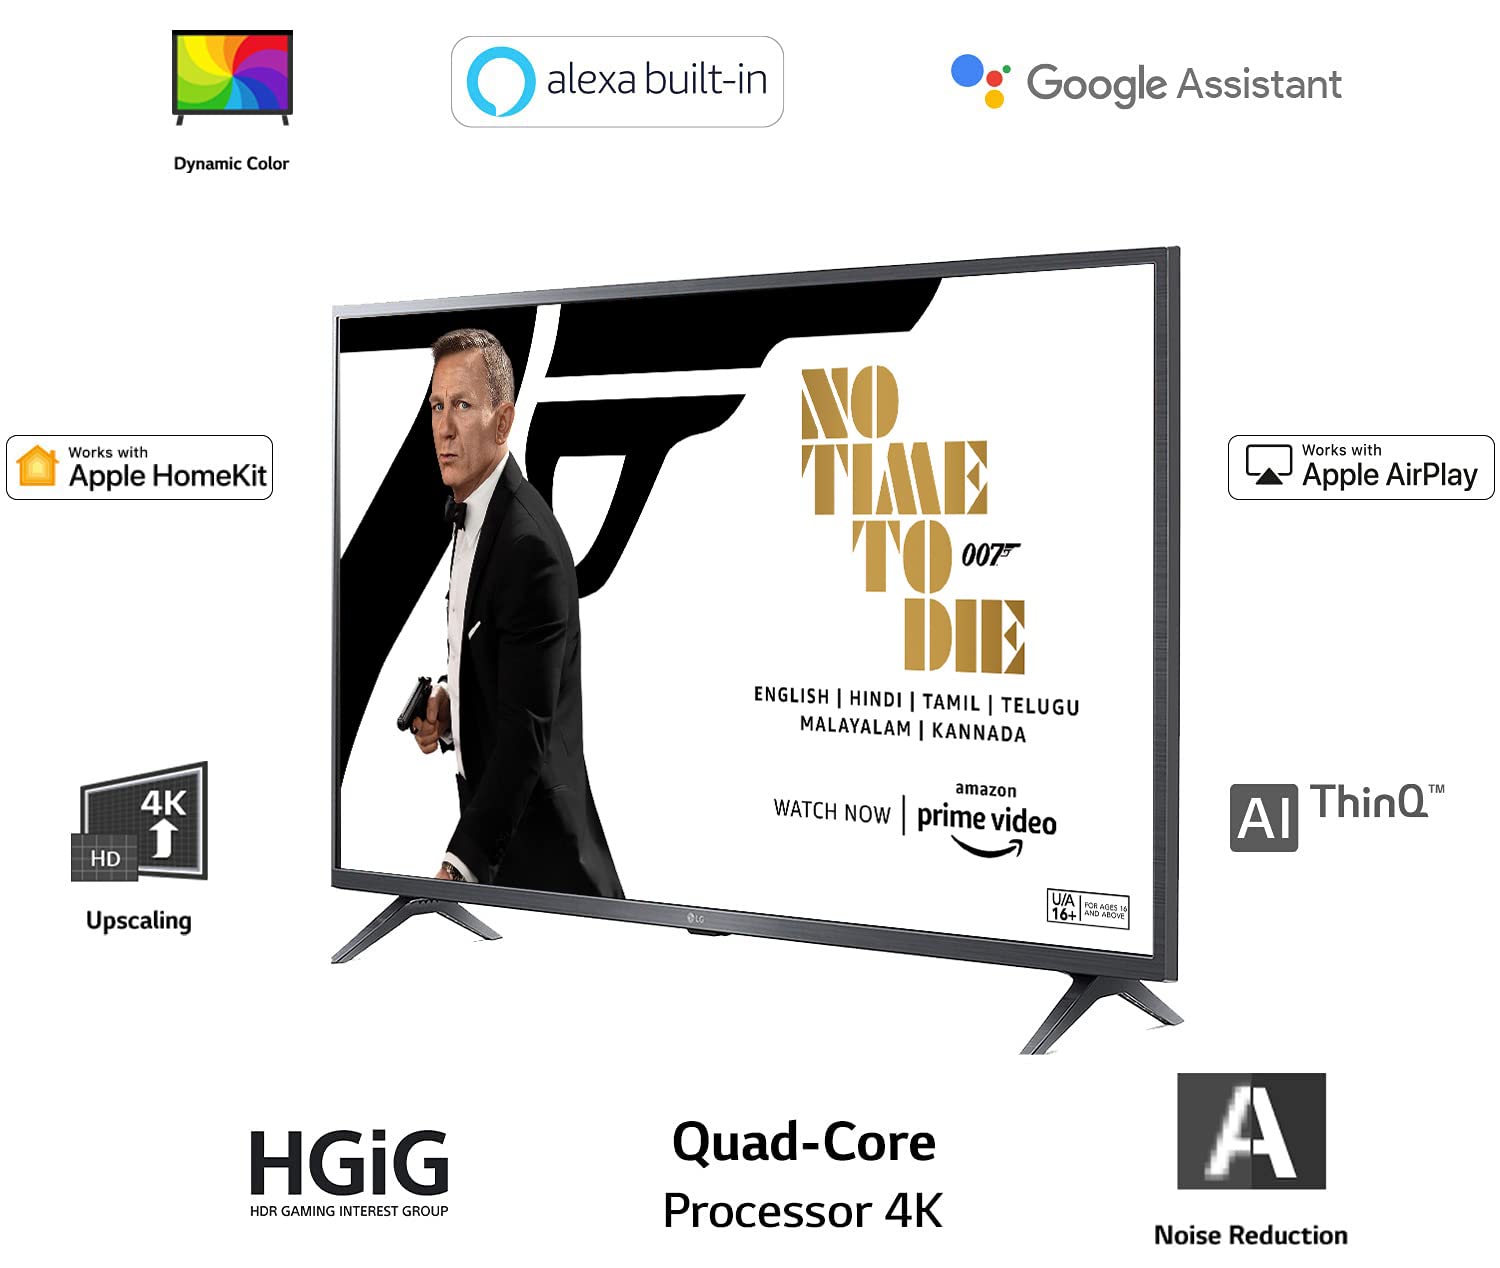 alexa built-in
Google Assistant
Dynamic Color
NO
TIME
TO
007
DIE
ENGLISH | HINDI | TAMIL | TELUGU
MALAYALAM | KANNADA
WATCH NOW | amazon
prime video
U/A
16+
FOR AGES 16
AND ABOVE
LG
Works with
Apple HomeKit
Works with
Apple AirPlay
4K
HD
Upscaling
AI ThinQ™
HGiG
HDR GAMING INTEREST GROUP
Quad-Core
Processor 4K
A
Noise Reduction